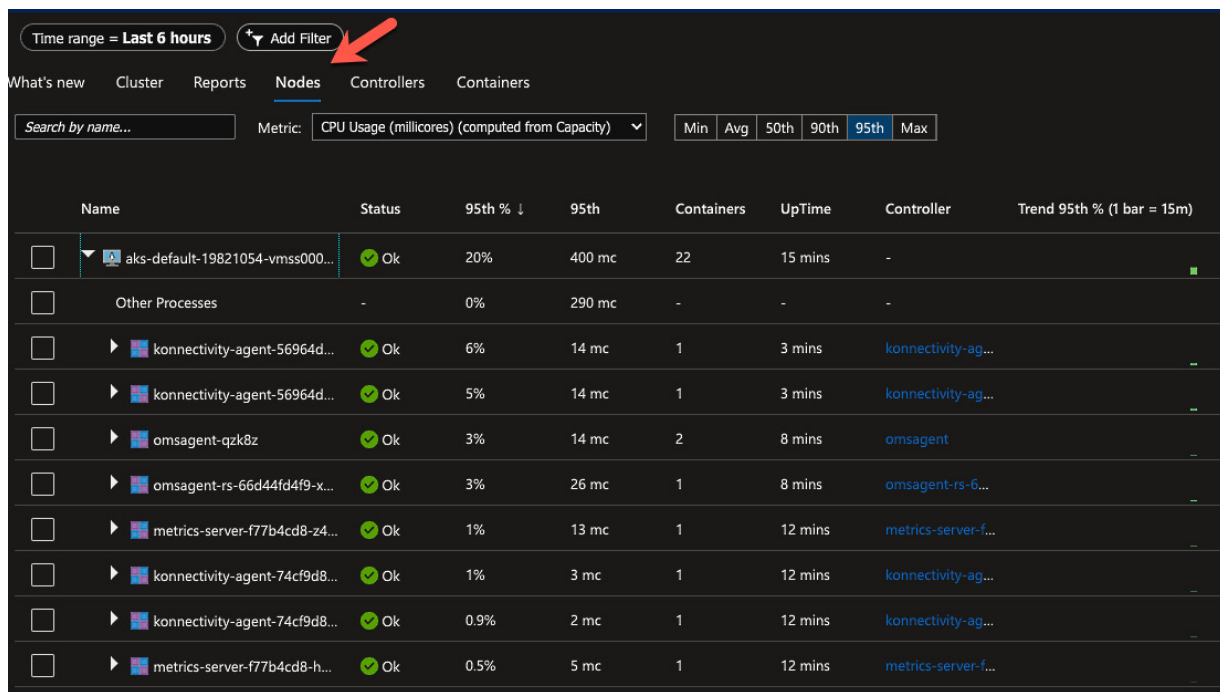 Time range = Last 6 hours Add Filter
What's new Cluster Reports Nodes Controllers Containers
Search by name... Metric: CPU Usage (millicores) (computed from Capacity) Min Avg 50th 90th 95th Max
Name Status 95th % ↓ 95th Containers UpTime Controller Trend 95th % (1 bar = 15m)
aks-default-19821054-vmss000... Ok 20% 400 mc 22 15 mins -
Other Processes - 0% 290 mc - - -
konnectivity-agent-56964d... Ok 6% 14 mc 1 3 mins konnectivity-ag...
konnectivity-agent-56964d... Ok 5% 14 mc 1 3 mins konnectivity-ag...
omsagent-qzk8z Ok 3% 14 mc 2 8 mins omsagent
omsagent-rs-66d44fd4f9-x... Ok 3% 26 mc 1 8 mins omsagent-rs-6...
metrics-server-f77b4cd8-z4... Ok 1% 13 mc 1 12 mins metrics-server-f...
konnectivity-agent-74cf9d8... Ok 1% 3 mc 1 12 mins konnectivity-ag...
konnectivity-agent-74cf9d8... Ok 0.9% 2 mc 1 12 mins konnectivity-ag...
metrics-server-f77b4cd8-h... Ok 0.5% 5 mc 1 12 mins metrics-server-f...